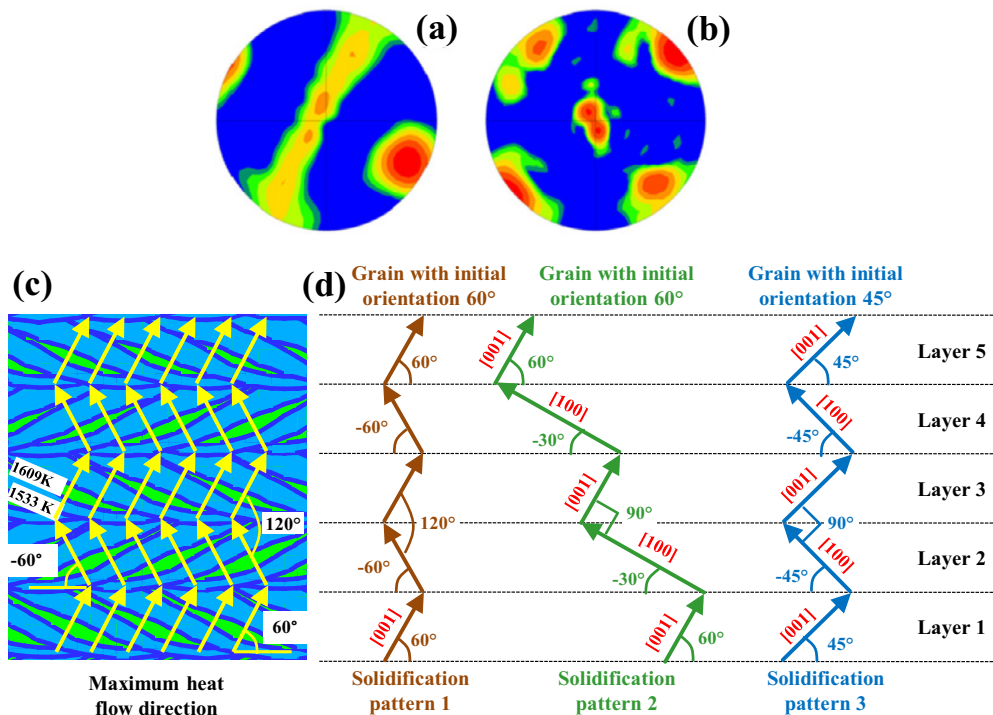 (a)
(b)
(c)
(d)
Grain with initial
orientation 60°
Grain with initial
orientation 60°
Grain with initial
orientation 45°
1609K
1533 K
-60°
120°
60°
Maximum heat
flow direction
60°
[001]
60°
[001]
45°
Layer 5
-60°
[100]
-30°
[100]
-45°
Layer 4
120°
[001]
90°
[001]
90°
Layer 3
-60°
[100]
-30°
[100]
-45°
Layer 2
[001]
60°
[001]
60°
[001]
45°
Layer 1
Solidification
pattern 1
Solidification
pattern 2
Solidification
pattern 3